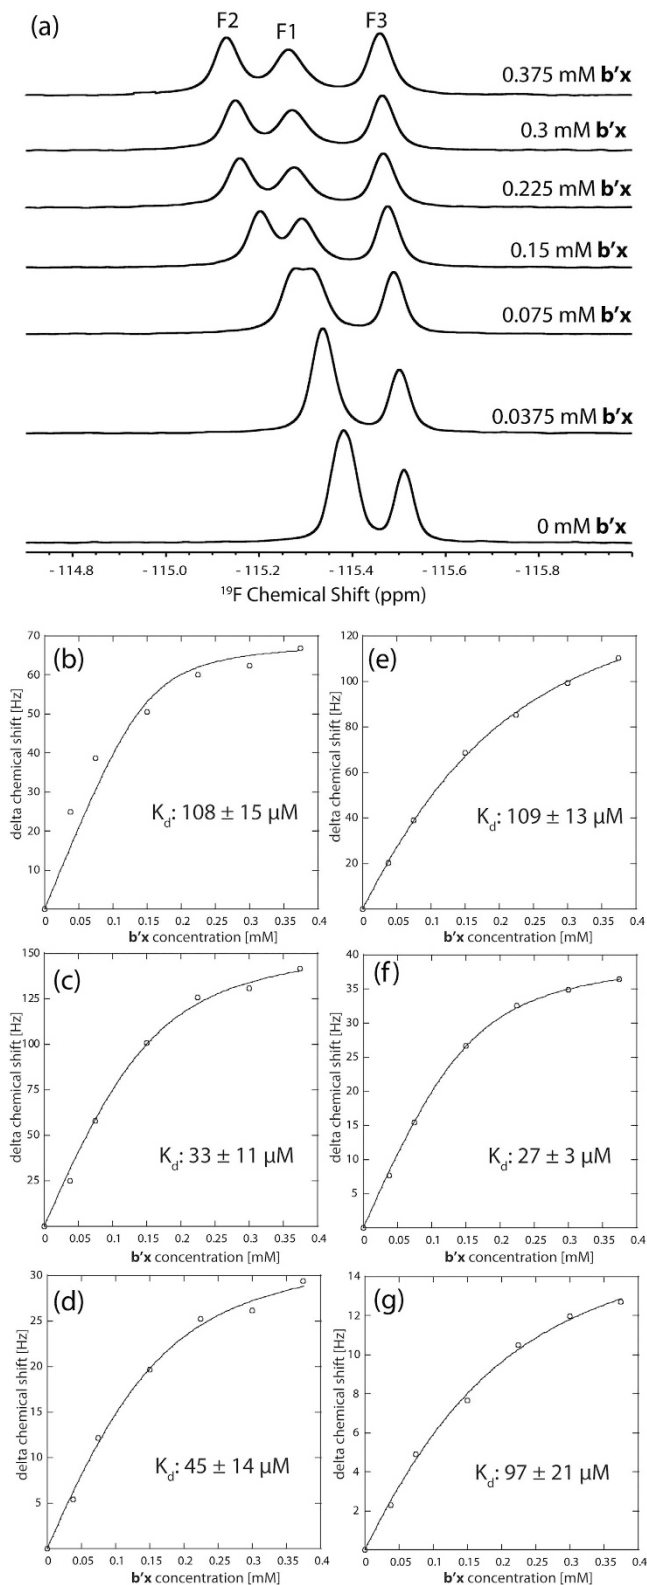 (a)
F2 F1 F3
0.375 mM b'x
0.3 mM b'x
0.225 mM b'x
0.15 mM b'x
0.075 mM b'x
0.0375 mM b'x
0 mM b'x
- 114.8 - 115.0 - 115.2 - 115.4 - 115.6 - 115.8
¹⁹F Chemical Shift (ppm)
(b)
delta chemical shift [Hz]
70
60
50
40
30
20
10
0
K_d: 108 ± 15 μM
0 0.05 0.1 0.15 0.2 0.25 0.3 0.35 0.4
b'x concentration [mM]
(e)
delta chemical shift [Hz]
120
100
80
60
40
20
0
K_d: 109 ± 13 μM
0 0.05 0.1 0.15 0.2 0.25 0.3 0.35 0.4
b'x concentration [mM]
(c)
delta chemical shift [Hz]
150
125
100
75
50
25
0
K_d: 33 ± 11 μM
0 0.05 0.1 0.15 0.2 0.25 0.3 0.35 0.4
b'x concentration [mM]
(f)
delta chemical shift [Hz]
40
35
30
25
20
15
10
5
0
K_d: 27 ± 3 μM
0 0.05 0.1 0.15 0.2 0.25 0.3 0.35 0.4
b'x concentration [mM]
(d)
delta chemical shift [Hz]
30
25
20
15
10
5
0
K_d: 45 ± 14 μM
0 0.05 0.1 0.15 0.2 0.25 0.3 0.35 0.4
b'x concentration [mM]
(g)
delta chemical shift [Hz]
14
12
10
8
6
4
2
0
K_d: 97 ± 21 μM
0 0.05 0.1 0.15 0.2 0.25 0.3 0.35 0.4
b'x concentration [mM]